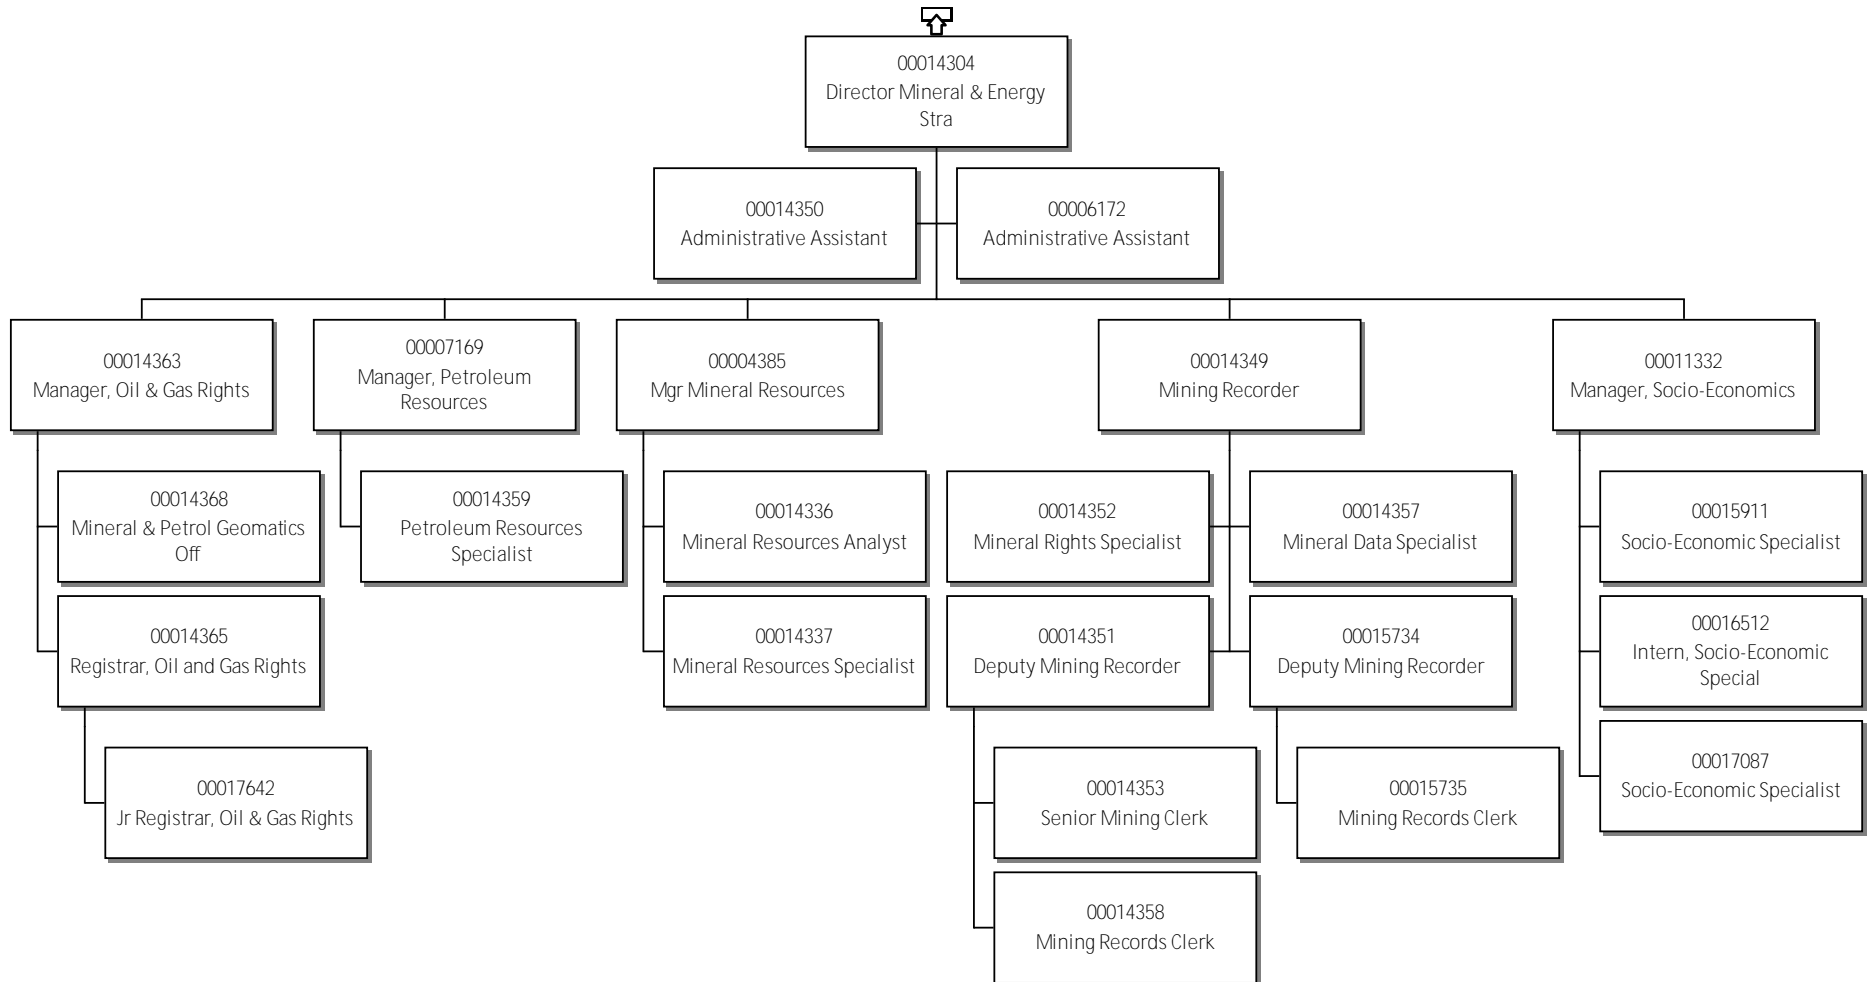 00014304
Director Mineral & Energy
Stra
00014350
Administrative Assistant
00006172
Administrative Assistant
00014363
Manager, Oil & Gas Rights
00007169
Manager, Petroleum
Resources
00004385
Mgr Mineral Resources
00014349
Mining Recorder
00011332
Manager, Socio-Economics
00014368
Mineral & Petrol Geomatics
Off
00014359
Petroleum Resources
Specialist
00014336
Mineral Resources Analyst
00014352
Mineral Rights Specialist
00014357
Mineral Data Specialist
00015911
Socio-Economic Specialist
00014365
Registrar, Oil and Gas Rights
00014337
Mineral Resources Specialist
00014351
Deputy Mining Recorder
00015734
Deputy Mining Recorder
00016512
Intern, Socio-Economic
Special
00017642
Jr Registrar, Oil & Gas Rights
00014353
Senior Mining Clerk
00015735
Mining Records Clerk
00017087
Socio-Economic Specialist
00014358
Mining Records Clerk